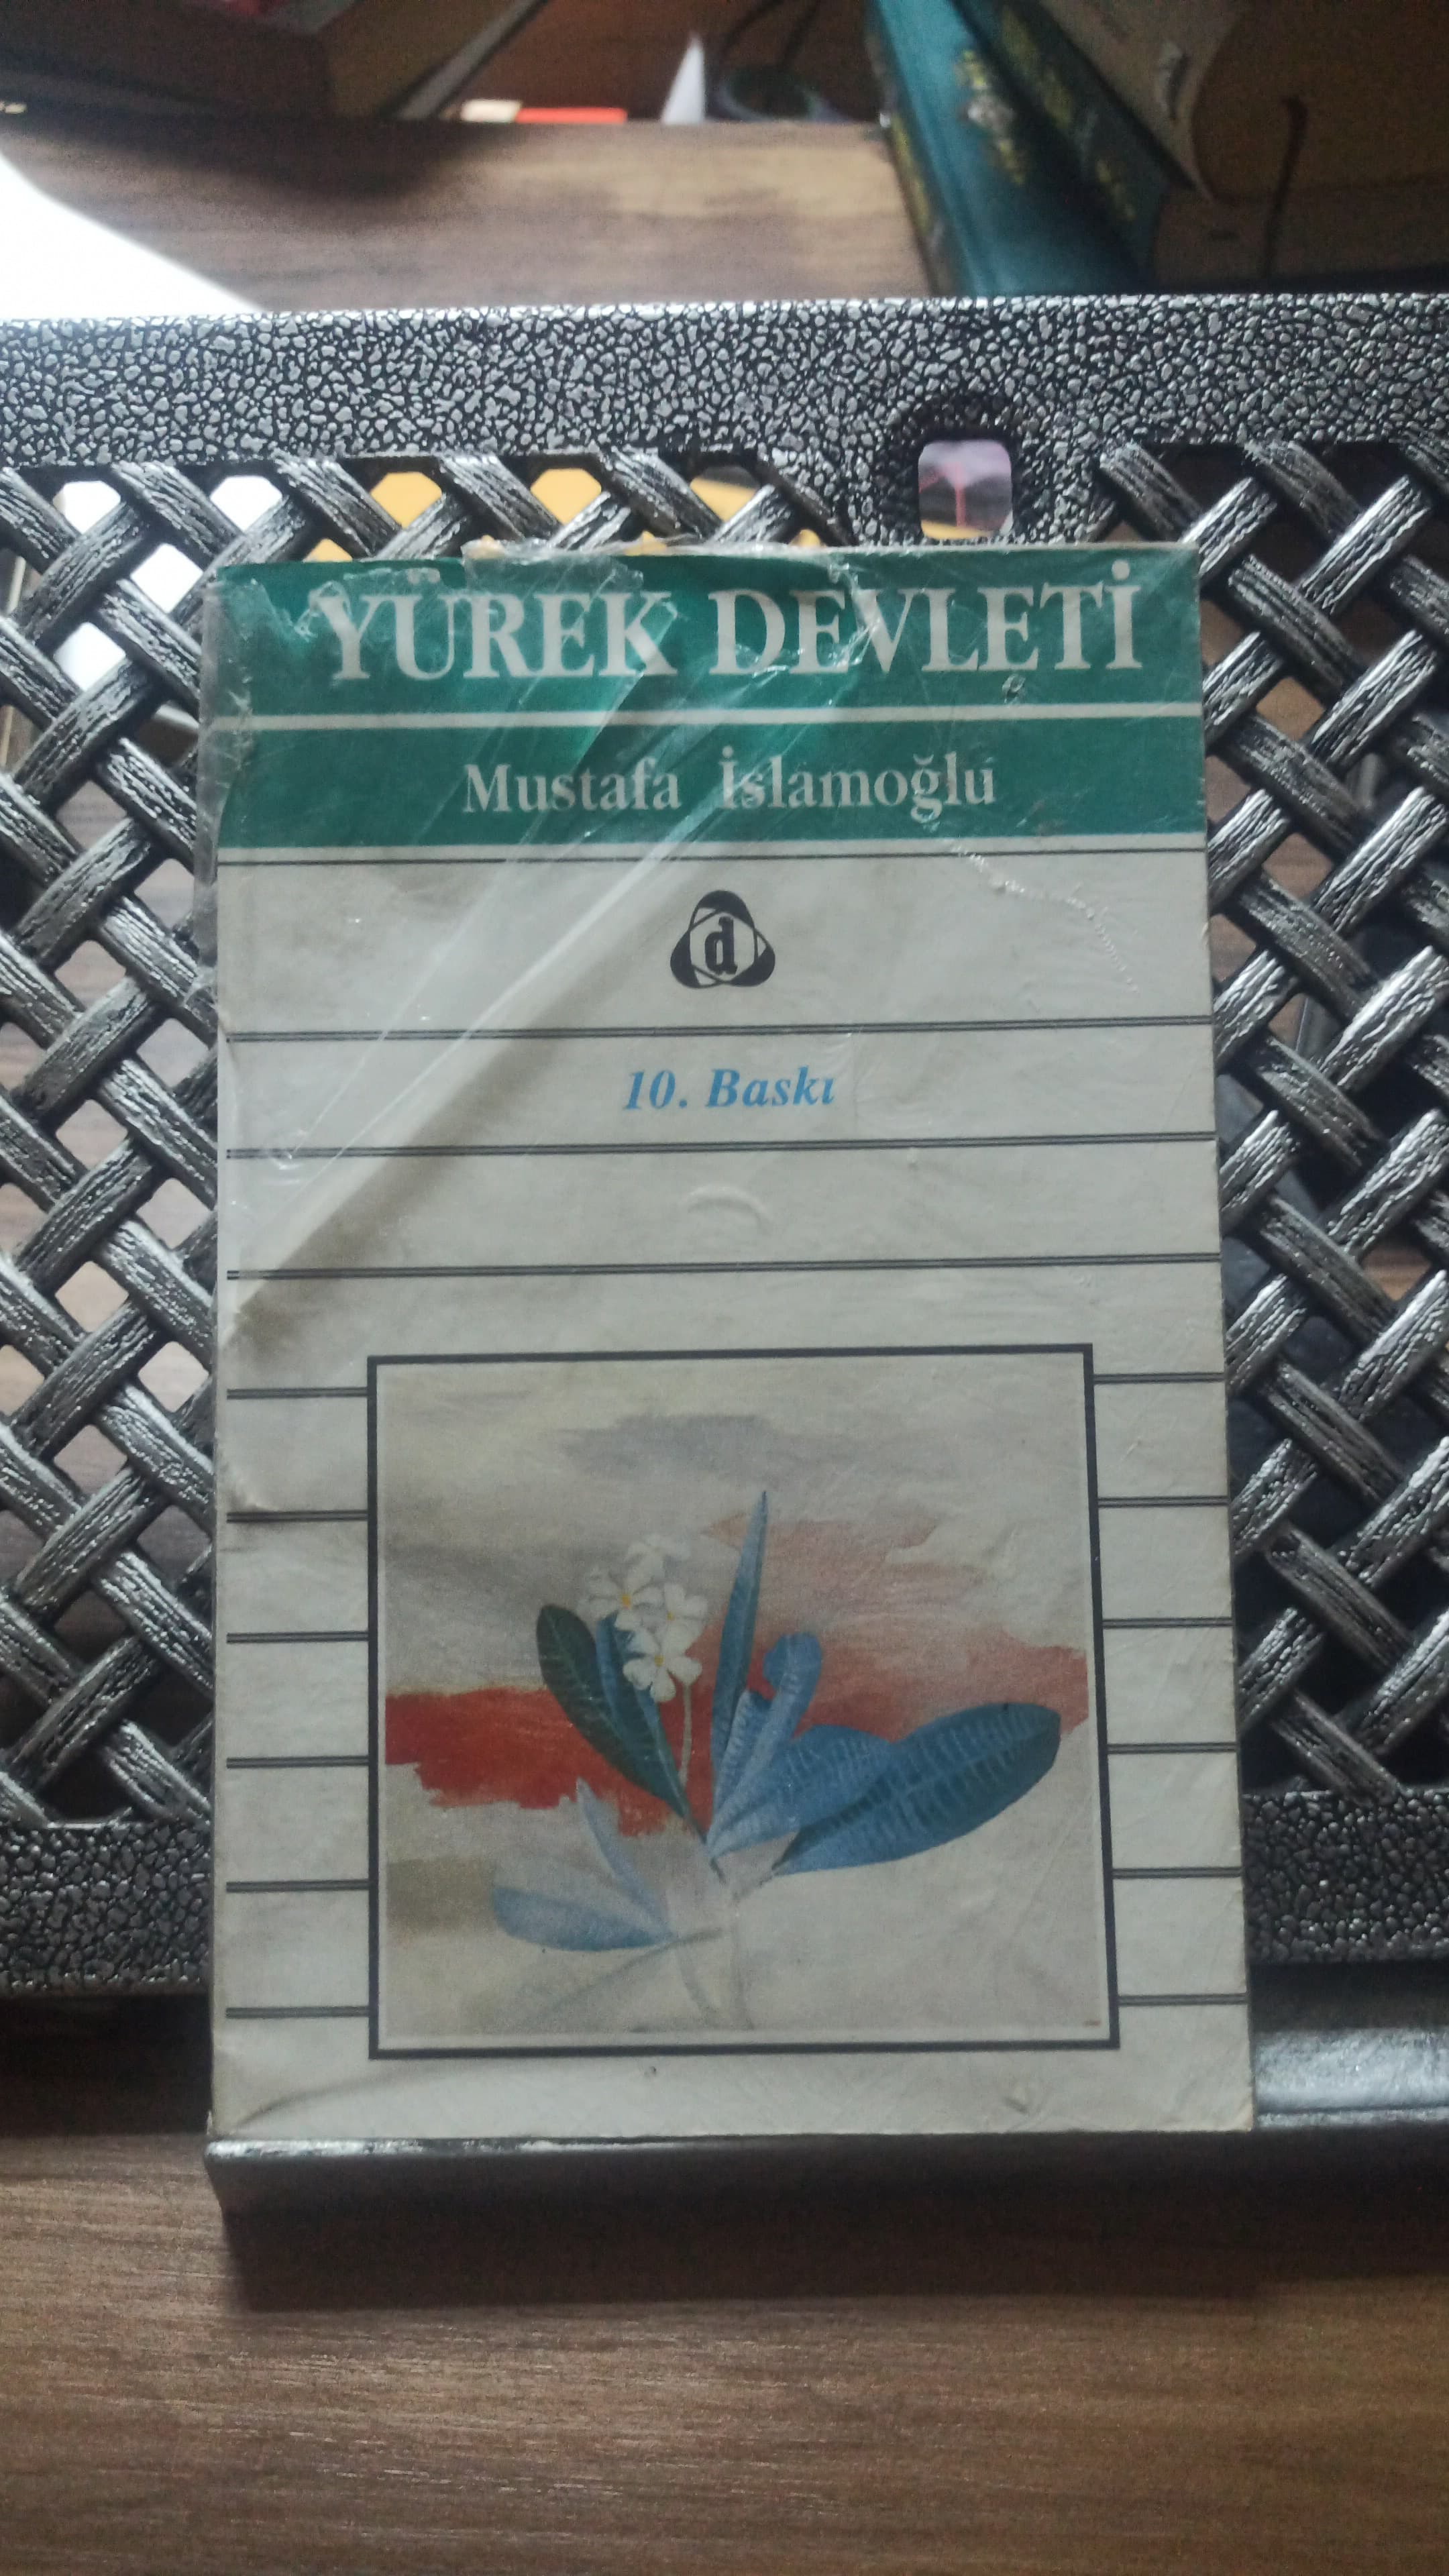 YÜREK DEVLETİ
Mustafa İslamoğlu
d
10. Baskı